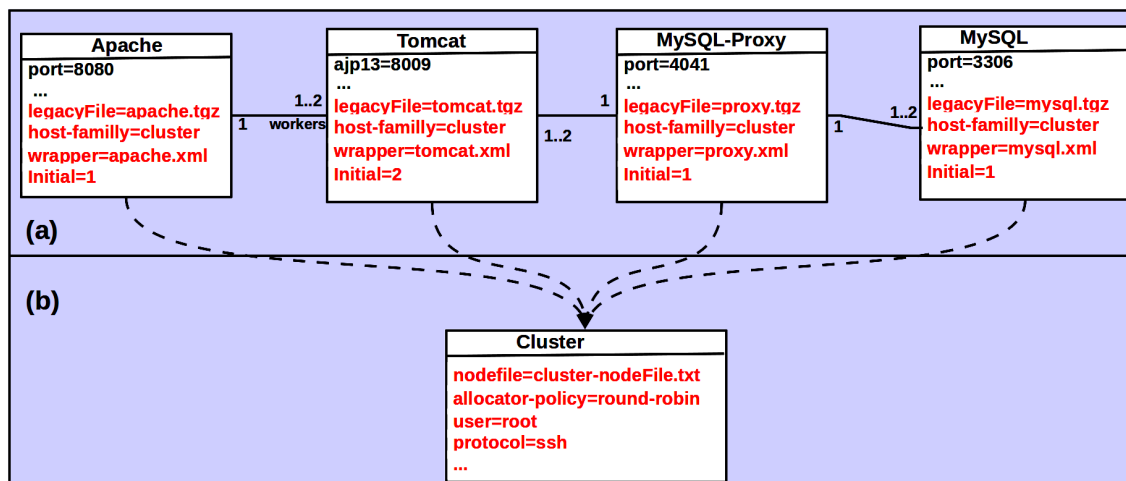 Apache
port=8080
...
legacyFile=apache.tgz
host-familly=cluster
wrapper=apache.xml
Initial=1
1
1..2
workers
Tomcat
ajp13=8009
...
legacyFile=tomcat.tgz
host-familly=cluster
wrapper=tomcat.xml
Initial=2
1..2
1
MySQL-Proxy
port=4041
...
legacyFile=proxy.tgz
host-familly=cluster
wrapper=proxy.xml
Initial=1
1
1..2
MySQL
port=3306
...
legacyFile=mysql.tgz
host-familly=cluster
wrapper=mysql.xml
Initial=1
(a)
(b)
Cluster
nodefile=cluster-nodeFile.txt
allocator-policy=round-robin
user=root
protocol=ssh
...